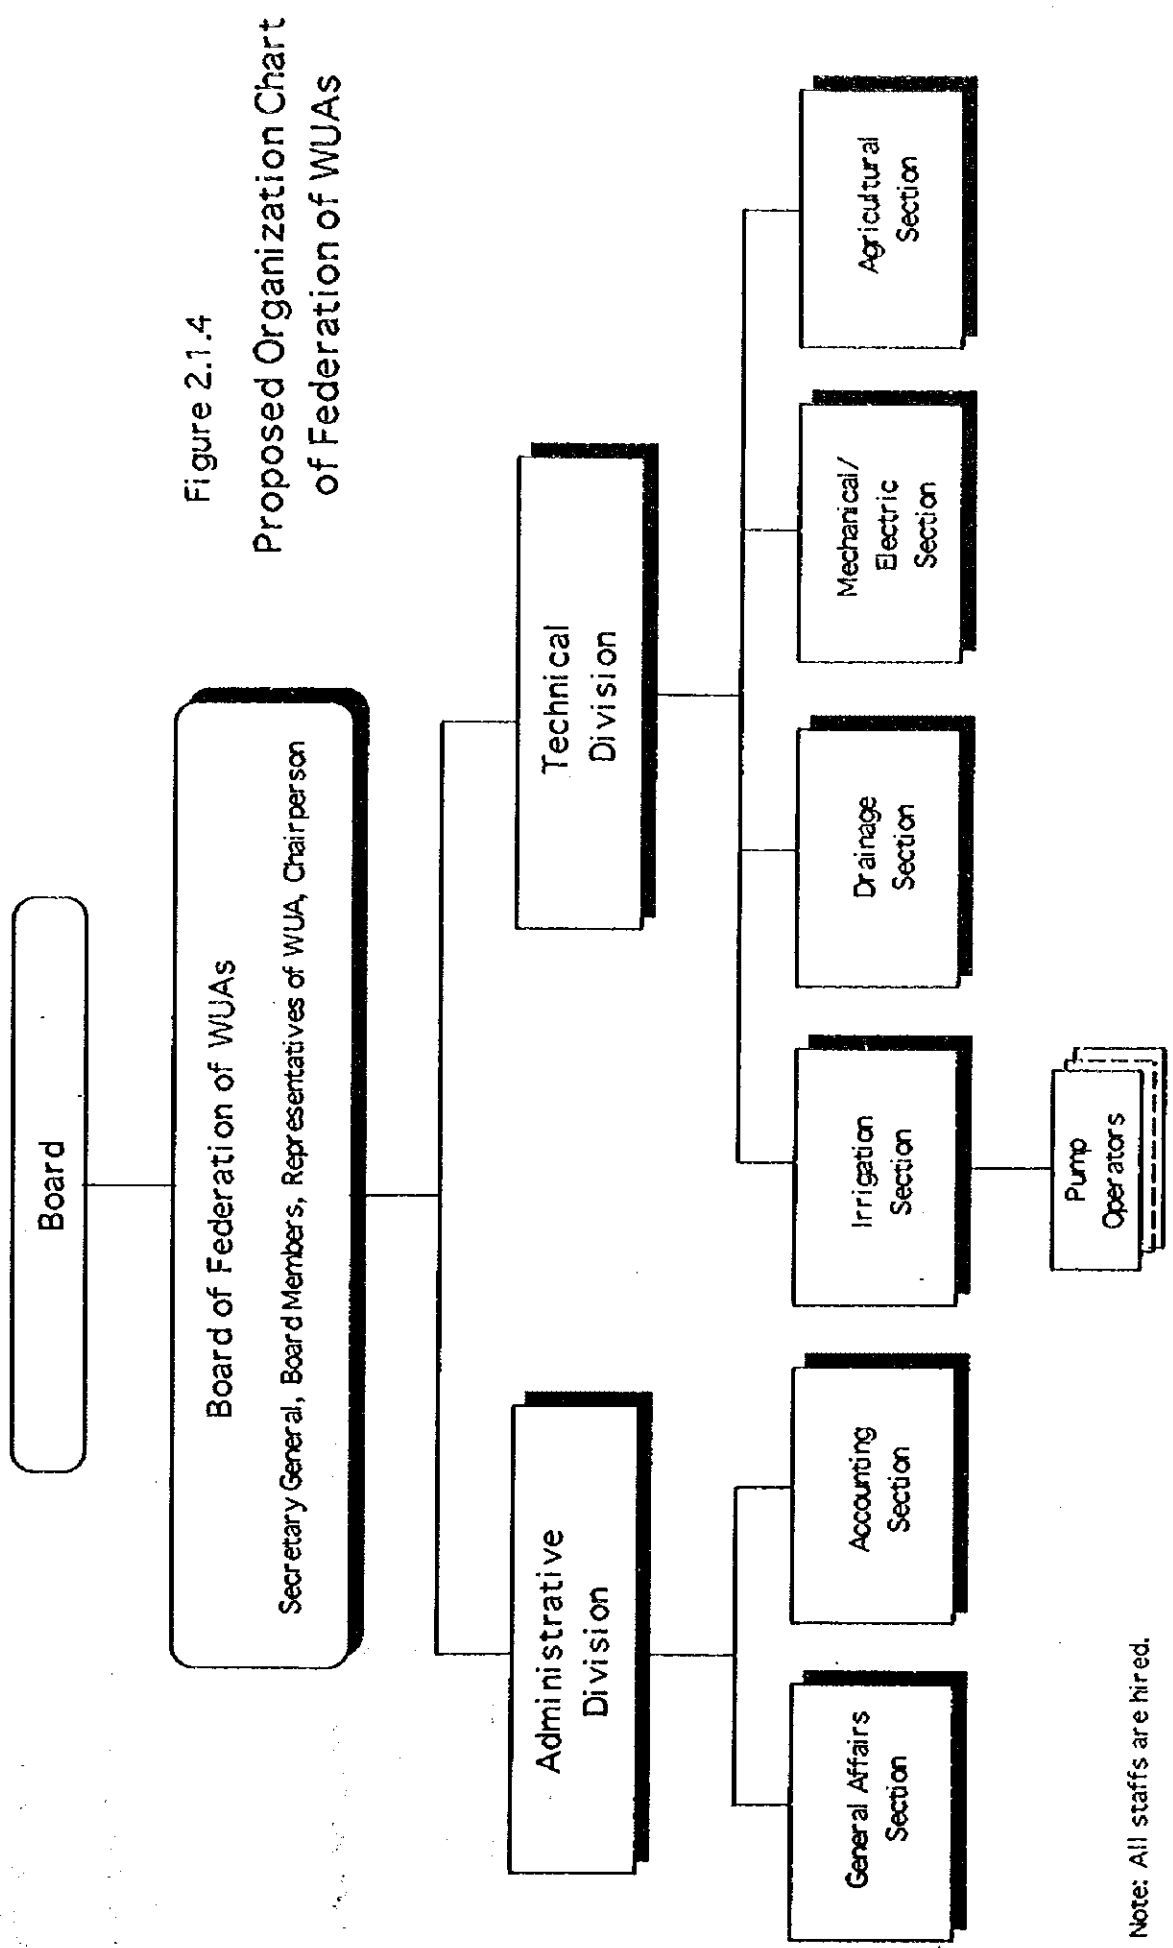 Figure 2.1.4
Proposed Organization Chart
of Federation of WUAs
Board
Board of Federation of WUAs
Secretary General, Board Members, Representatives of WUA, Chairperson
Administrative
Division
Technical
Division
General Affairs
Section
Accounting
Section
Irrigation
Section
Drainage
Section
Mechanical/
Electric
Section
Agricultural
Section
Pump
Operators
Note: All staffs are hired.